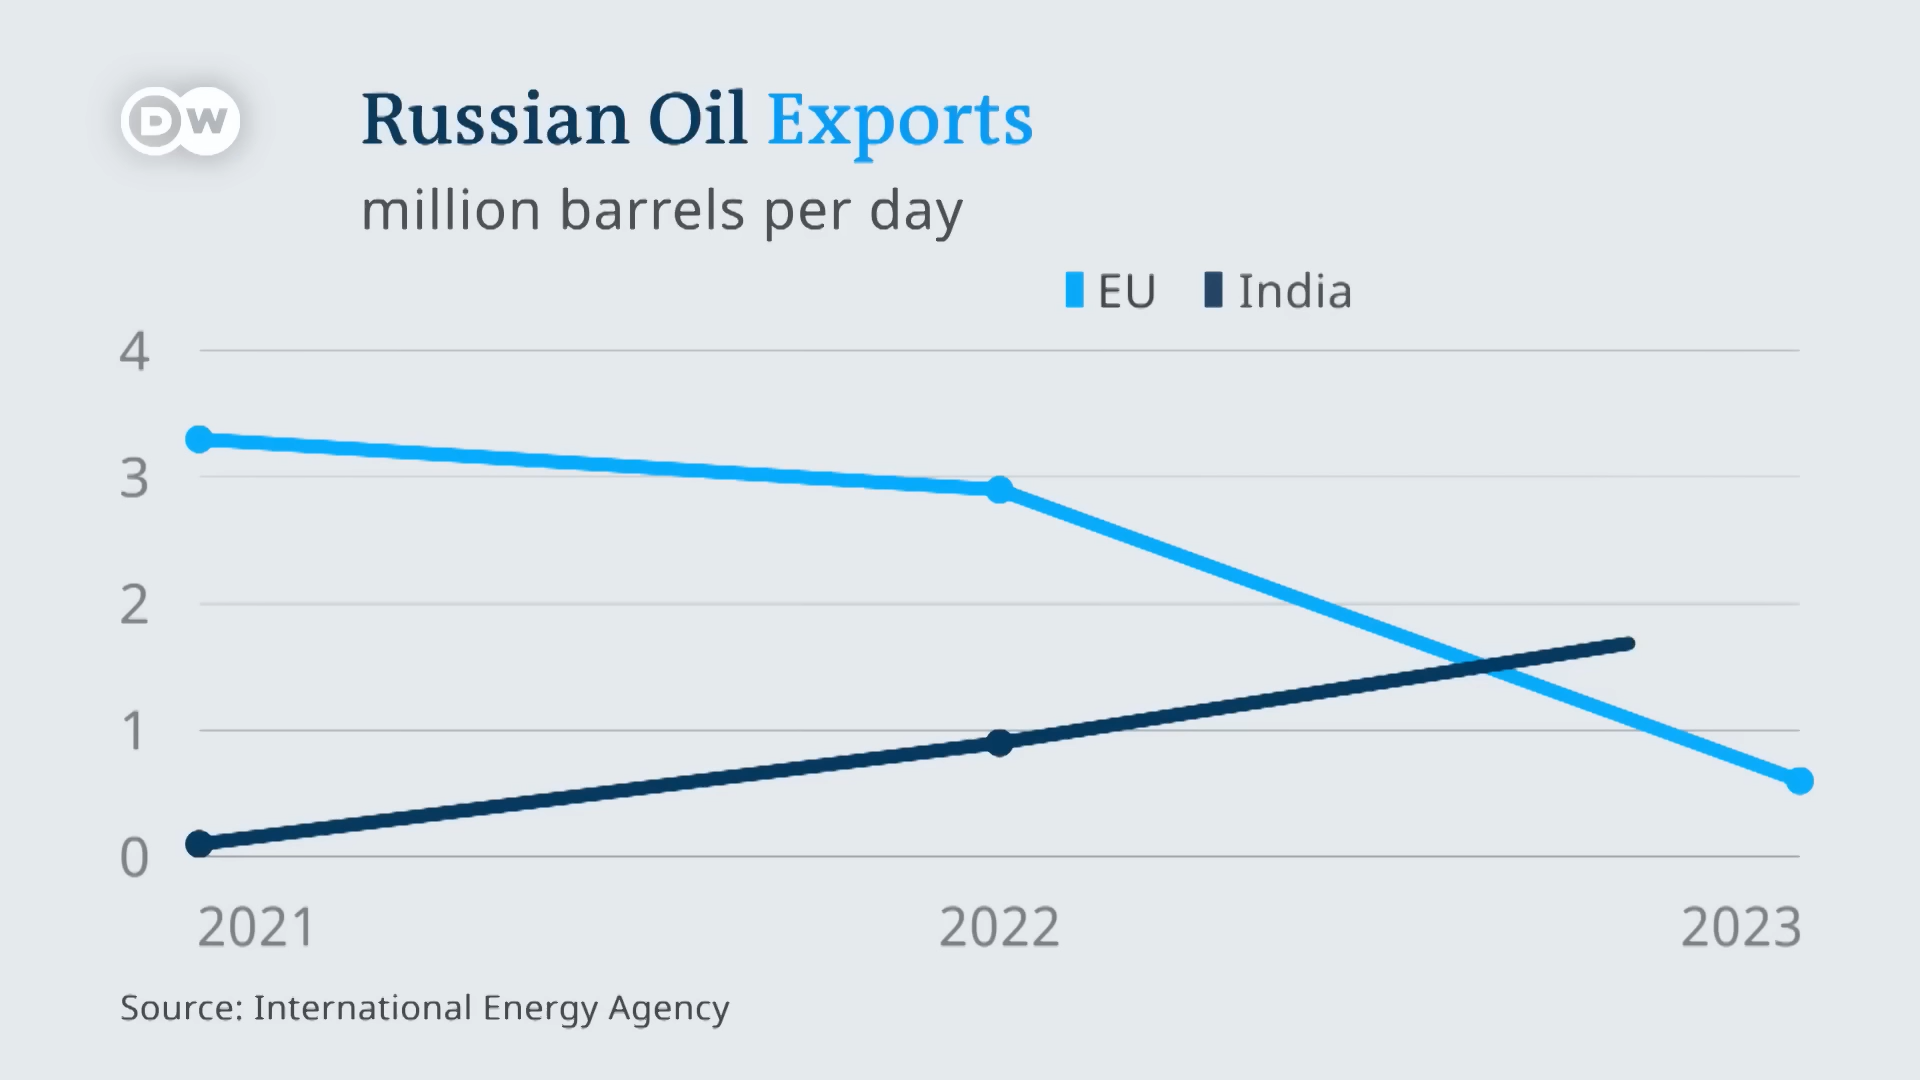 DW
Russian Oil Exports
million barrels per day
EU India
4
3
2
1
0
2021 2022 2023
Source: International Energy Agency